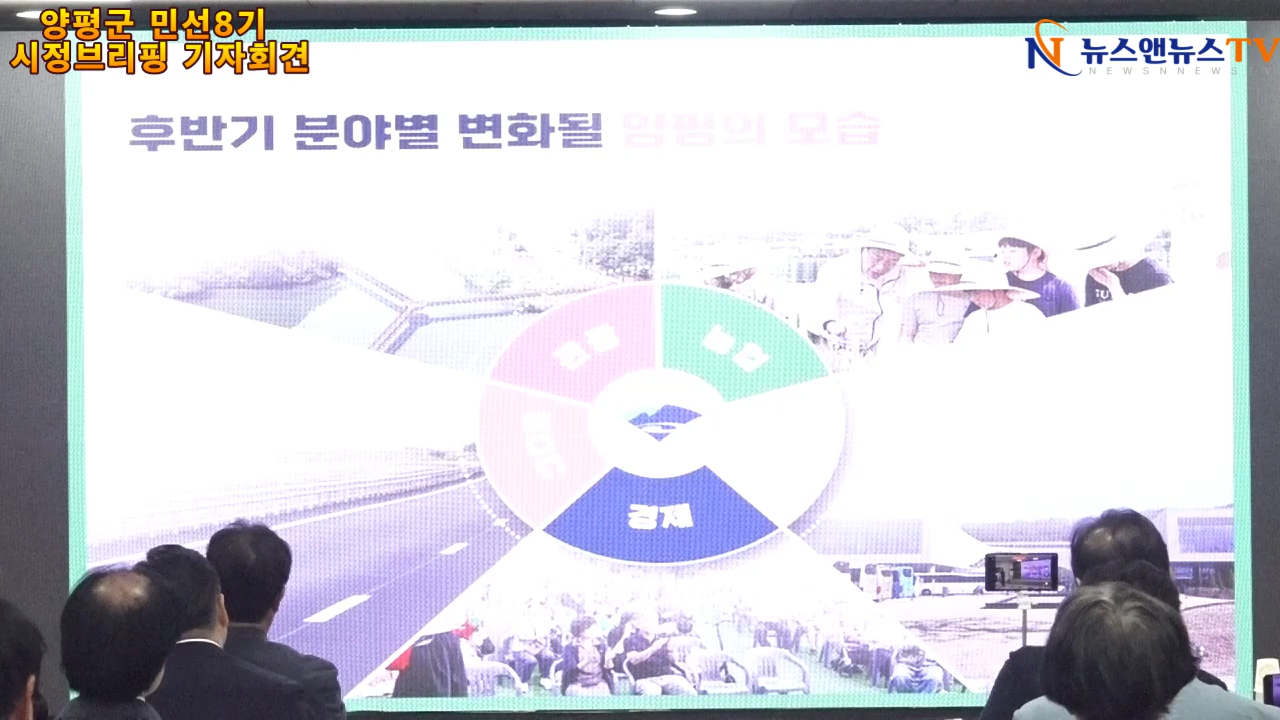 양평군 민선8기
시정브리핑 기자회견
뉴스앤뉴스TV
NEWSNNEWS TV
후반기 분야별 변화될 양평의 모습
경제